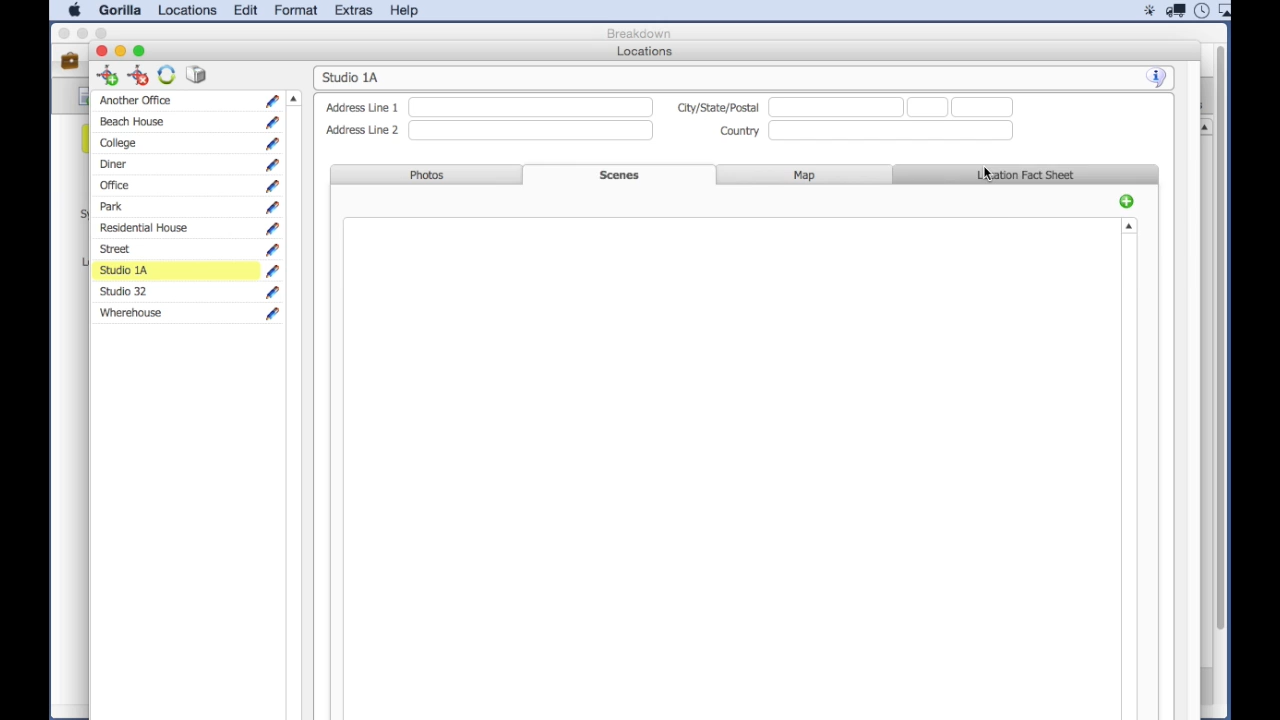 Gorilla Locations Edit Format Extras Help
Breakdown
Locations
Studio 1A
Another Office
Beach House
College
Diner
Office
Park
Residential House
Street
Studio 1A
Studio 32
Wherehouse
Address Line 1
City/State/Postal
Address Line 2
Country
Photos
Scenes
Map
Location Fact Sheet